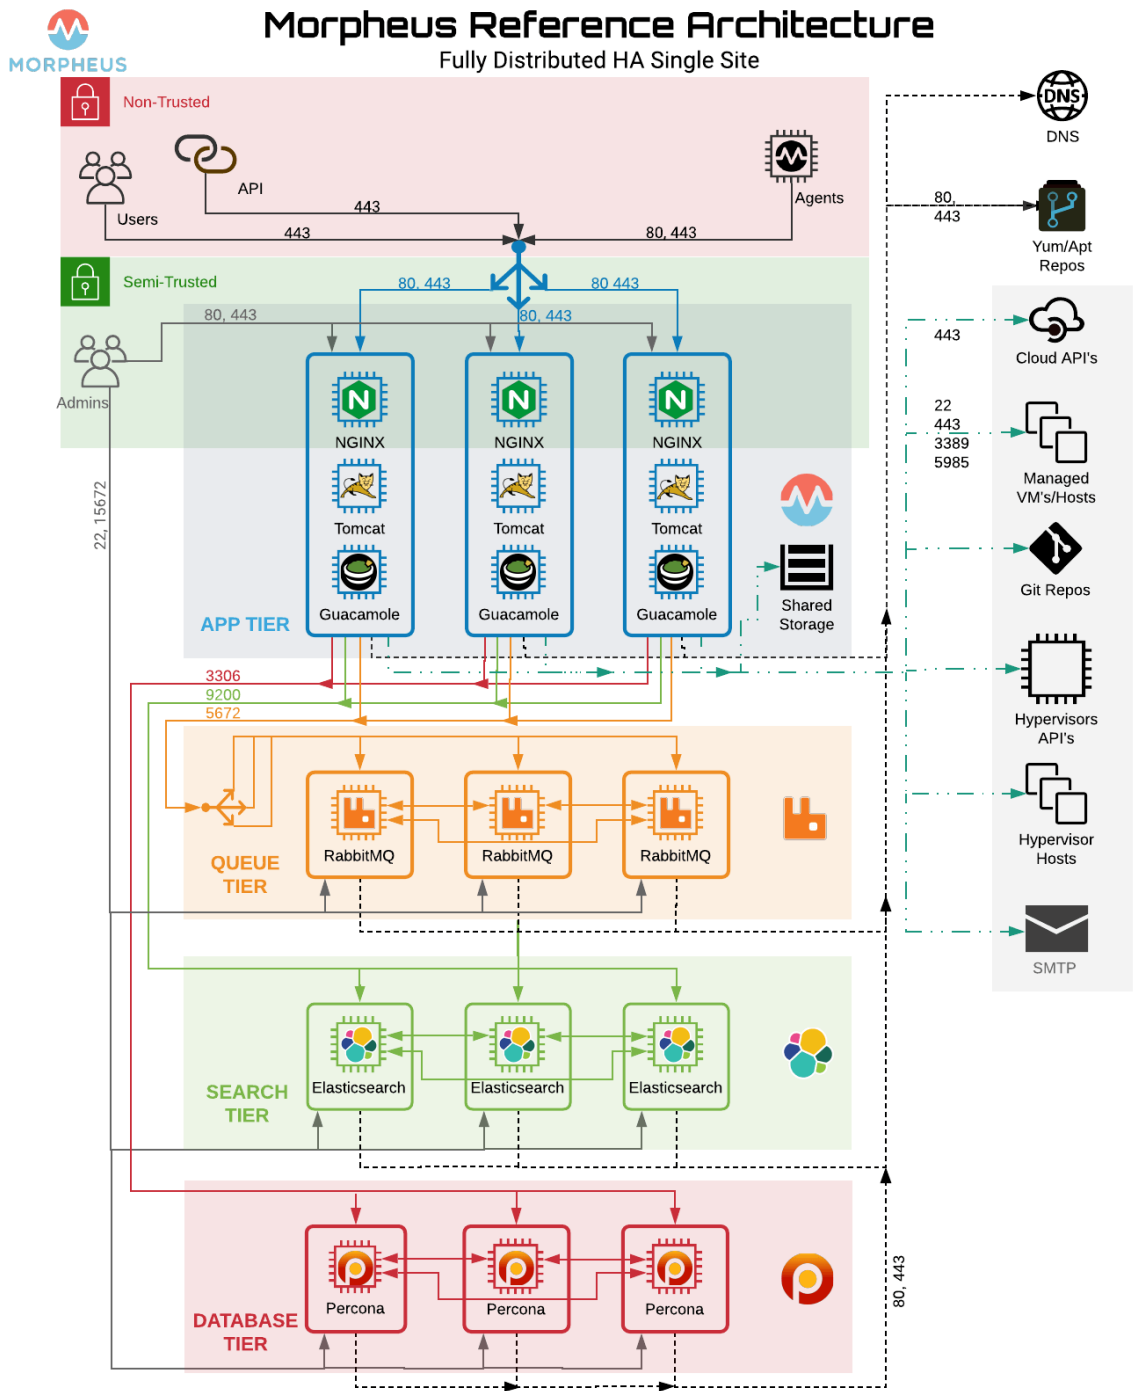 Morpheus Reference Architecture
Fully Distributed HA Single Site
MORPHEUS
Non-Trusted
Users
API
Agents
443
443
80, 443
DNS
DNS
80,
443
Yum/Apt
Repos
Semi-Trusted
80, 443
80 443
80, 443
80, 443
Admins
22, 15672
NGINX
NGINX
NGINX
Tomcat
Tomcat
Tomcat
Guacamole
Guacamole
Guacamole
APP TIER
Shared
Storage
443
Cloud API's
22
443
3389
5985
Managed
VM's/Hosts
Git Repos
Hypervisors
API's
Hypervisor
Hosts
SMTP
3306
9200
5672
RabbitMQ
RabbitMQ
RabbitMQ
QUEUE
TIER
Elasticsearch
Elasticsearch
Elasticsearch
SEARCH
TIER
Percona
Percona
Percona
DATABASE
TIER
80, 443